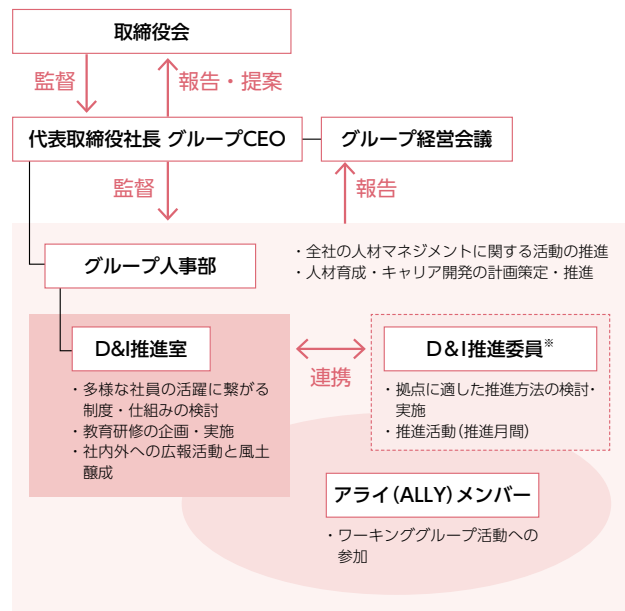 取締役会
監督
報告・提案
代表取締役社長 グループCEO
グループ経営会議
監督
報告
グループ人事部
・全社の人材マネジメントに関する活動の推進
・人材育成・キャリア開発の計画策定・推進
D&I推進室
連携
D&I推進委員※
・多様な社員の活躍に繋がる
制度・仕組みの検討
・教育研修の企画・実施
・社内外への広報活動と風土
醸成
・拠点に適した推進方法の検討・
実施
・推進活動(推進月間)
アライ(ALLY)メンバー
・ワーキンググループ活動への
参加